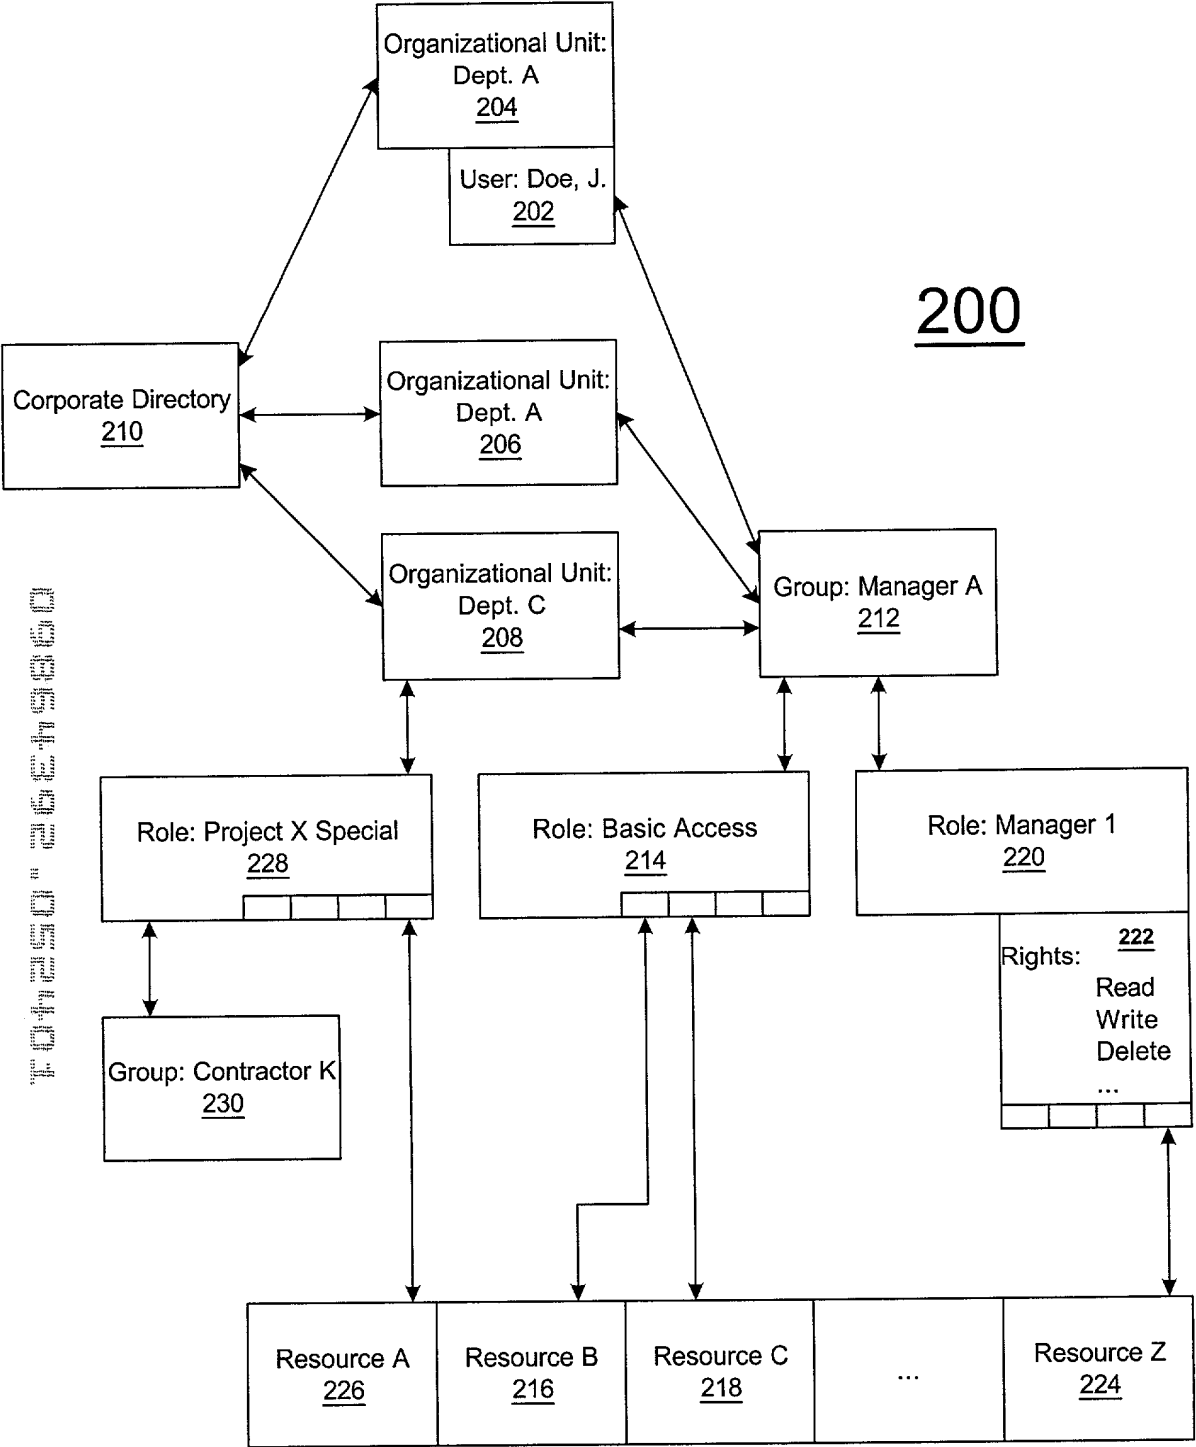 Organizational Unit:
Dept. A
204
User: Doe, J.
202
200
Corporate Directory
210
Organizational Unit:
Dept. A
206
Organizational Unit:
Dept. C
208
Group: Manager A
212
Role: Project X Special
228
Role: Basic Access
214
Role: Manager 1
220
222
Rights:
Read
Write
Delete
...
Group: Contractor K
230
Resource A
226
Resource B
216
Resource C
218
...
Resource Z
224